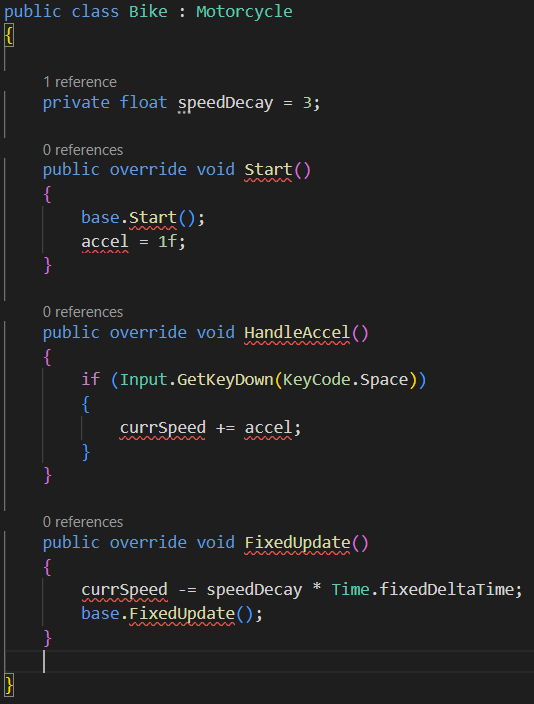 public class Bike : Motorcycle
{
1 reference
private float speedDecay = 3;
0 references
public override void Start()
{
base.Start();
accel = 1f;
}
0 references
public override void HandleAccel()
{
if (Input.GetKeyDown(KeyCode.Space))
{
currSpeed += accel;
}
}
0 references
public override void FixedUpdate()
{
currSpeed -= speedDecay * Time.fixedDeltaTime;
base.FixedUpdate();
}
}